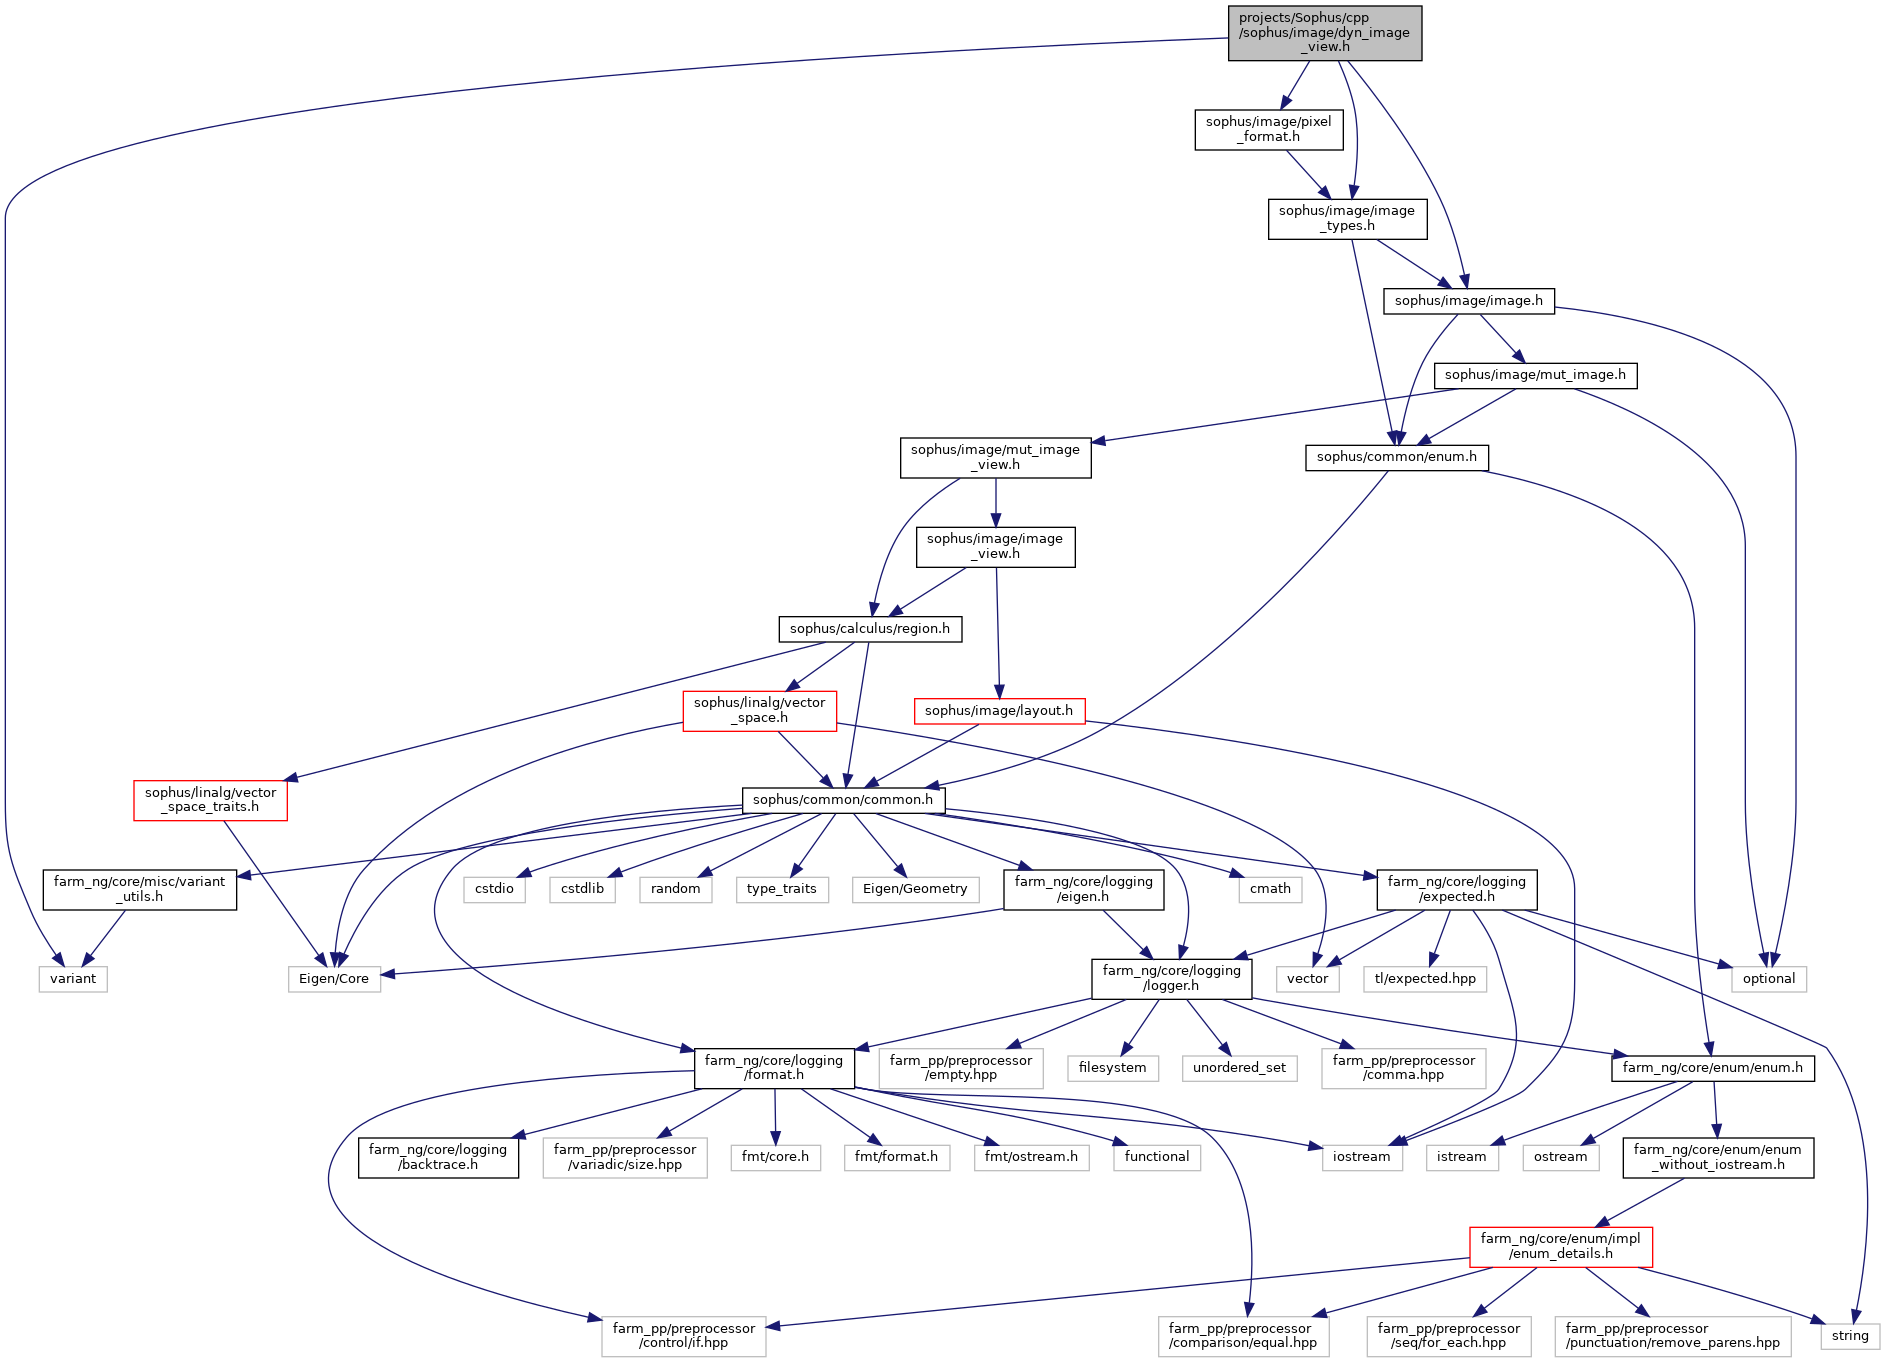 projects/Sophus/cpp
/sophus/image/dyn_image
_view.h
sophus/image/pixel
_format.h
sophus/image/image
_types.h
sophus/image/image.h
sophus/image/mut_image.h
sophus/image/mut_image
_view.h
sophus/common/enum.h
sophus/image/image
_view.h
sophus/calculus/region.h
sophus/linalg/vector
_space.h
sophus/image/layout.h
sophus/linalg/vector
_space_traits.h
sophus/common/common.h
farm_ng/core/misc/variant
_utils.h
cstdio
cstdlib
random
type_traits
Eigen/Geometry
farm_ng/core/logging
/eigen.h
cmath
farm_ng/core/logging
/expected.h
variant
Eigen/Core
farm_ng/core/logging
/logger.h
vector
tl/expected.hpp
optional
farm_ng/core/logging
/format.h
farm_pp/preprocessor
/empty.hpp
filesystem
unordered_set
farm_pp/preprocessor
/comma.hpp
farm_ng/core/enum/enum.h
farm_ng/core/logging
/backtrace.h
farm_pp/preprocessor
/variadic/size.hpp
fmt/core.h
fmt/format.h
fmt/ostream.h
functional
iostream
istream
ostream
farm_ng/core/enum/enum
_without_iostream.h
farm_ng/core/enum/impl
/enum_details.h
farm_pp/preprocessor
/control/if.hpp
farm_pp/preprocessor
/comparison/equal.hpp
farm_pp/preprocessor
/seq/for_each.hpp
farm_pp/preprocessor
/punctuation/remove_parens.hpp
string